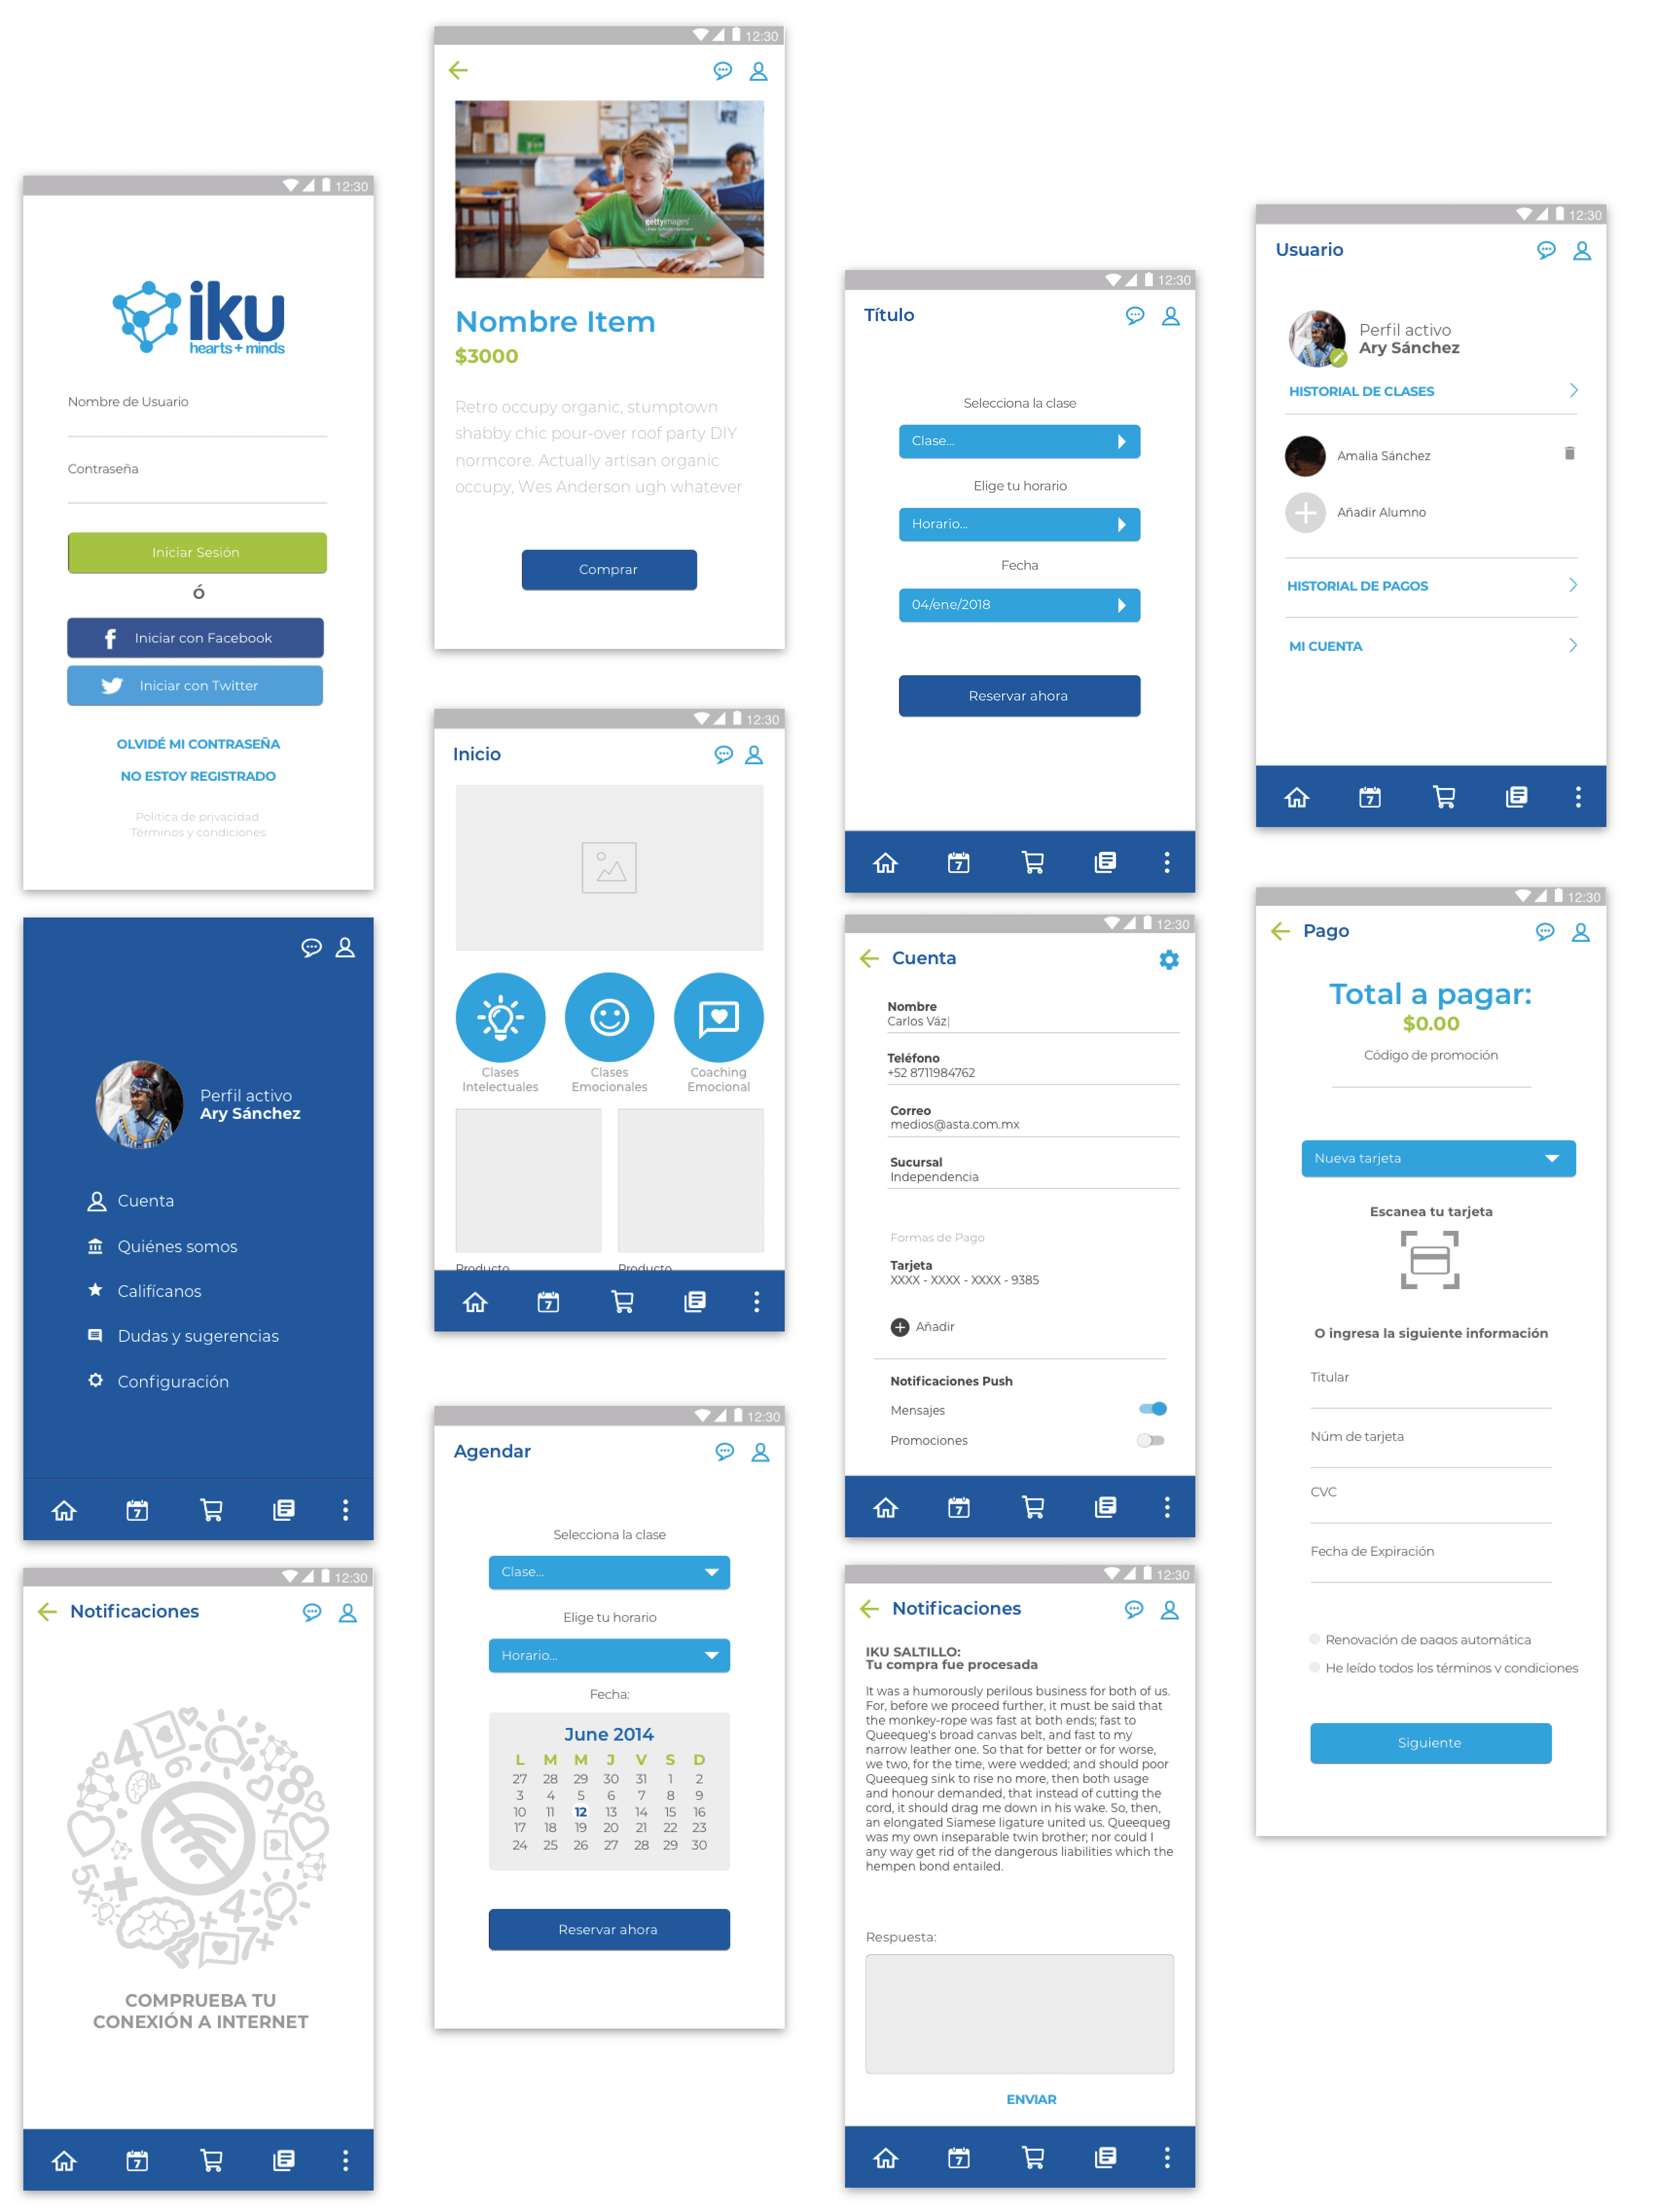 12:30
iku
hearts + minds
Nombre de Usuario
Contraseña
Iniciar Sesión
Ó
Iniciar con Facebook
Iniciar con Twitter
OLVIDÉ MI CONTRASEÑA
NO ESTOY REGISTRADO
Política de privacidad
Términos y condiciones
Perfil activo
Ary Sánchez
Cuenta
Quiénes somos
Califícanos
Dudas y sugerencias
Configuración
7
12:30
Notificaciones
COMPRUEBA TU
CONEXIÓN A INTERNET
7
12:30
gettyimages
Nombre Item
$3000
Retro occupy organic, stumptown
shabby chic pour-over roof party DIY
normcore. Actually artisan organic
occupy, Wes Anderson ugh whatever
Comprar
12:30
Inicio
Clases
Intelectuales
Clases
Emocionales
Coaching
Emocional
Producto
Producto
7
12:30
Agendar
Selecciona la clase
Clase...
Elige tu horario
Horario...
Fecha:
June 2014
L M M J V S D
27 28 29 30 31 1 2
3 4 5 6 7 8 9
10 11 12 13 14 15 16
17 18 19 20 21 22 23
24 25 26 27 28 29 30
Reservar ahora
12:30
Título
Selecciona la clase
Clase...
Elige tu horario
Horario...
Fecha
04/ene/2018
Reservar ahora
7
12:30
Cuenta
Nombre
Carlos Váz
Teléfono
+52 8711984762
Correo
medios@asta.com.mx
Sucursal
Independencia
Formas de Pago
Tarjeta
XXXX - XXXX - XXXX - 9385
Añadir
Notificaciones Push
Mensajes
Promociones
7
12:30
Notificaciones
IKU SALTILLO:
Tu compra fue procesada
It was a humorously perilous business for both of us.
For, before we proceed further, it must be said that
the monkey-rope was fast at both ends; fast to
Queequeg's broad canvas belt, and fast to my
narrow leather one. So that for better or for worse,
we two, for the time, were wedded; and should poor
Queequeg sink to rise no more, then both usage
and honour demanded, that instead of cutting the
cord, it should drag me down in his wake. So, then,
an elongated Siamese ligature united us. Queequeg
was my own inseparable twin brother; nor could I
any way get rid of the dangerous liabilities which the
hempen bond entailed.
Respuesta:
ENVIAR
7
12:30
Usuario
Perfil activo
Ary Sánchez
HISTORIAL DE CLASES
Amalia Sánchez
Añadir Alumno
HISTORIAL DE PAGOS
MI CUENTA
7
12:30
Pago
Total a pagar:
$0.00
Código de promoción
Nueva tarjeta
Escanea tu tarjeta
O ingresa la siguiente información
Titular
Núm de tarjeta
CVC
Fecha de Expiración
Renovación de pagos automática
He leído todos los términos y condiciones
Siguiente